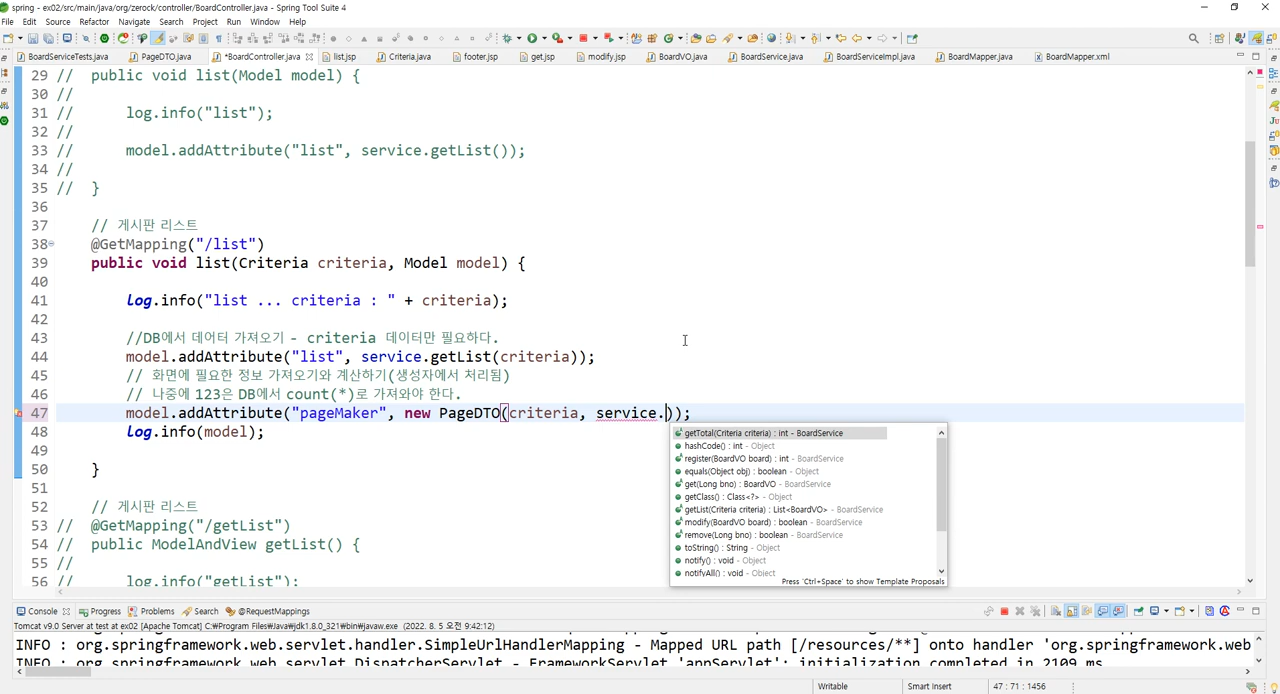 spring - ex02/src/main/java/org/zerock/controller/BoardController.java - Spring Tool Suite 4
File Edit Source Refactor Navigate Search Project Run Window Help
BoardServiceTests.java PageDTO.java *BoardController.java list.jsp Criteria.java footer.jsp get.jsp modify.jsp BoardVO.java BoardService.java BoardServiceImpl.java BoardMapper.java BoardMapper.xml
29 // public void list(Model model) {
30 //
31 // log.info("list");
32 //
33 // model.addAttribute("list", service.getList());
34 //
35 // }
36
37 // 게시판 리스트
38 @GetMapping("/list")
39 public void list(Criteria criteria, Model model) {
40
41 log.info("list ... criteria : " + criteria);
42
43 //DB에서 데어터 가져오기 - criteria 데이터만 필요하다.
44 model.addAttribute("list", service.getList(criteria));
45 // 화면에 필요한 정보 가져오기와 계산하기(생성자에서 처리됨)
46 // 나중에 123은 DB에서 count(*)로 가져와야 한다.
47 model.addAttribute("pageMaker", new PageDTO(criteria, service.));
48 log.info(model);
49
50 }
51
52 // 게시판 리스트
53 // @GetMapping("/getList")
54 // public ModelAndView getList() {
55 //
56 // log.info("getList");
getTotal(Criteria criteria) : int - BoardService
hashCode() : int - Object
register(BoardVO board) : int - BoardService
equals(Object obj) : boolean - Object
get(Long bno) : BoardVO - BoardService
getClass() : Class<?> - Object
getList(Criteria criteria) : List<BoardVO> - BoardService
modify(BoardVO board) : boolean - BoardService
remove(Long bno) : boolean - BoardService
toString() : String - Object
notify() : void - Object
notifyAll() : void - Object
Press 'Ctrl+Space' to show Template Proposals
Console Progress Problems Search @RequestMappings
Tomcat v9.0 Server at test at ex02 [Apache Tomcat] C:₩Program Files₩Java₩jdk1.8.0_321₩bin₩javaw.exe (2022. 8. 5 오전 9:42:12)
INFO : org.springframework.web.servlet.handler.SimpleUrlHandlerMapping - Mapped URL path [/resources/**] onto handler 'org.springframework.web
INFO : org.springframework.web.servlet.DispatcherServlet - FrameworkServlet 'appServlet': initialization completed in 2109 ms
Writable Smart Insert 47 : 71 : 1456